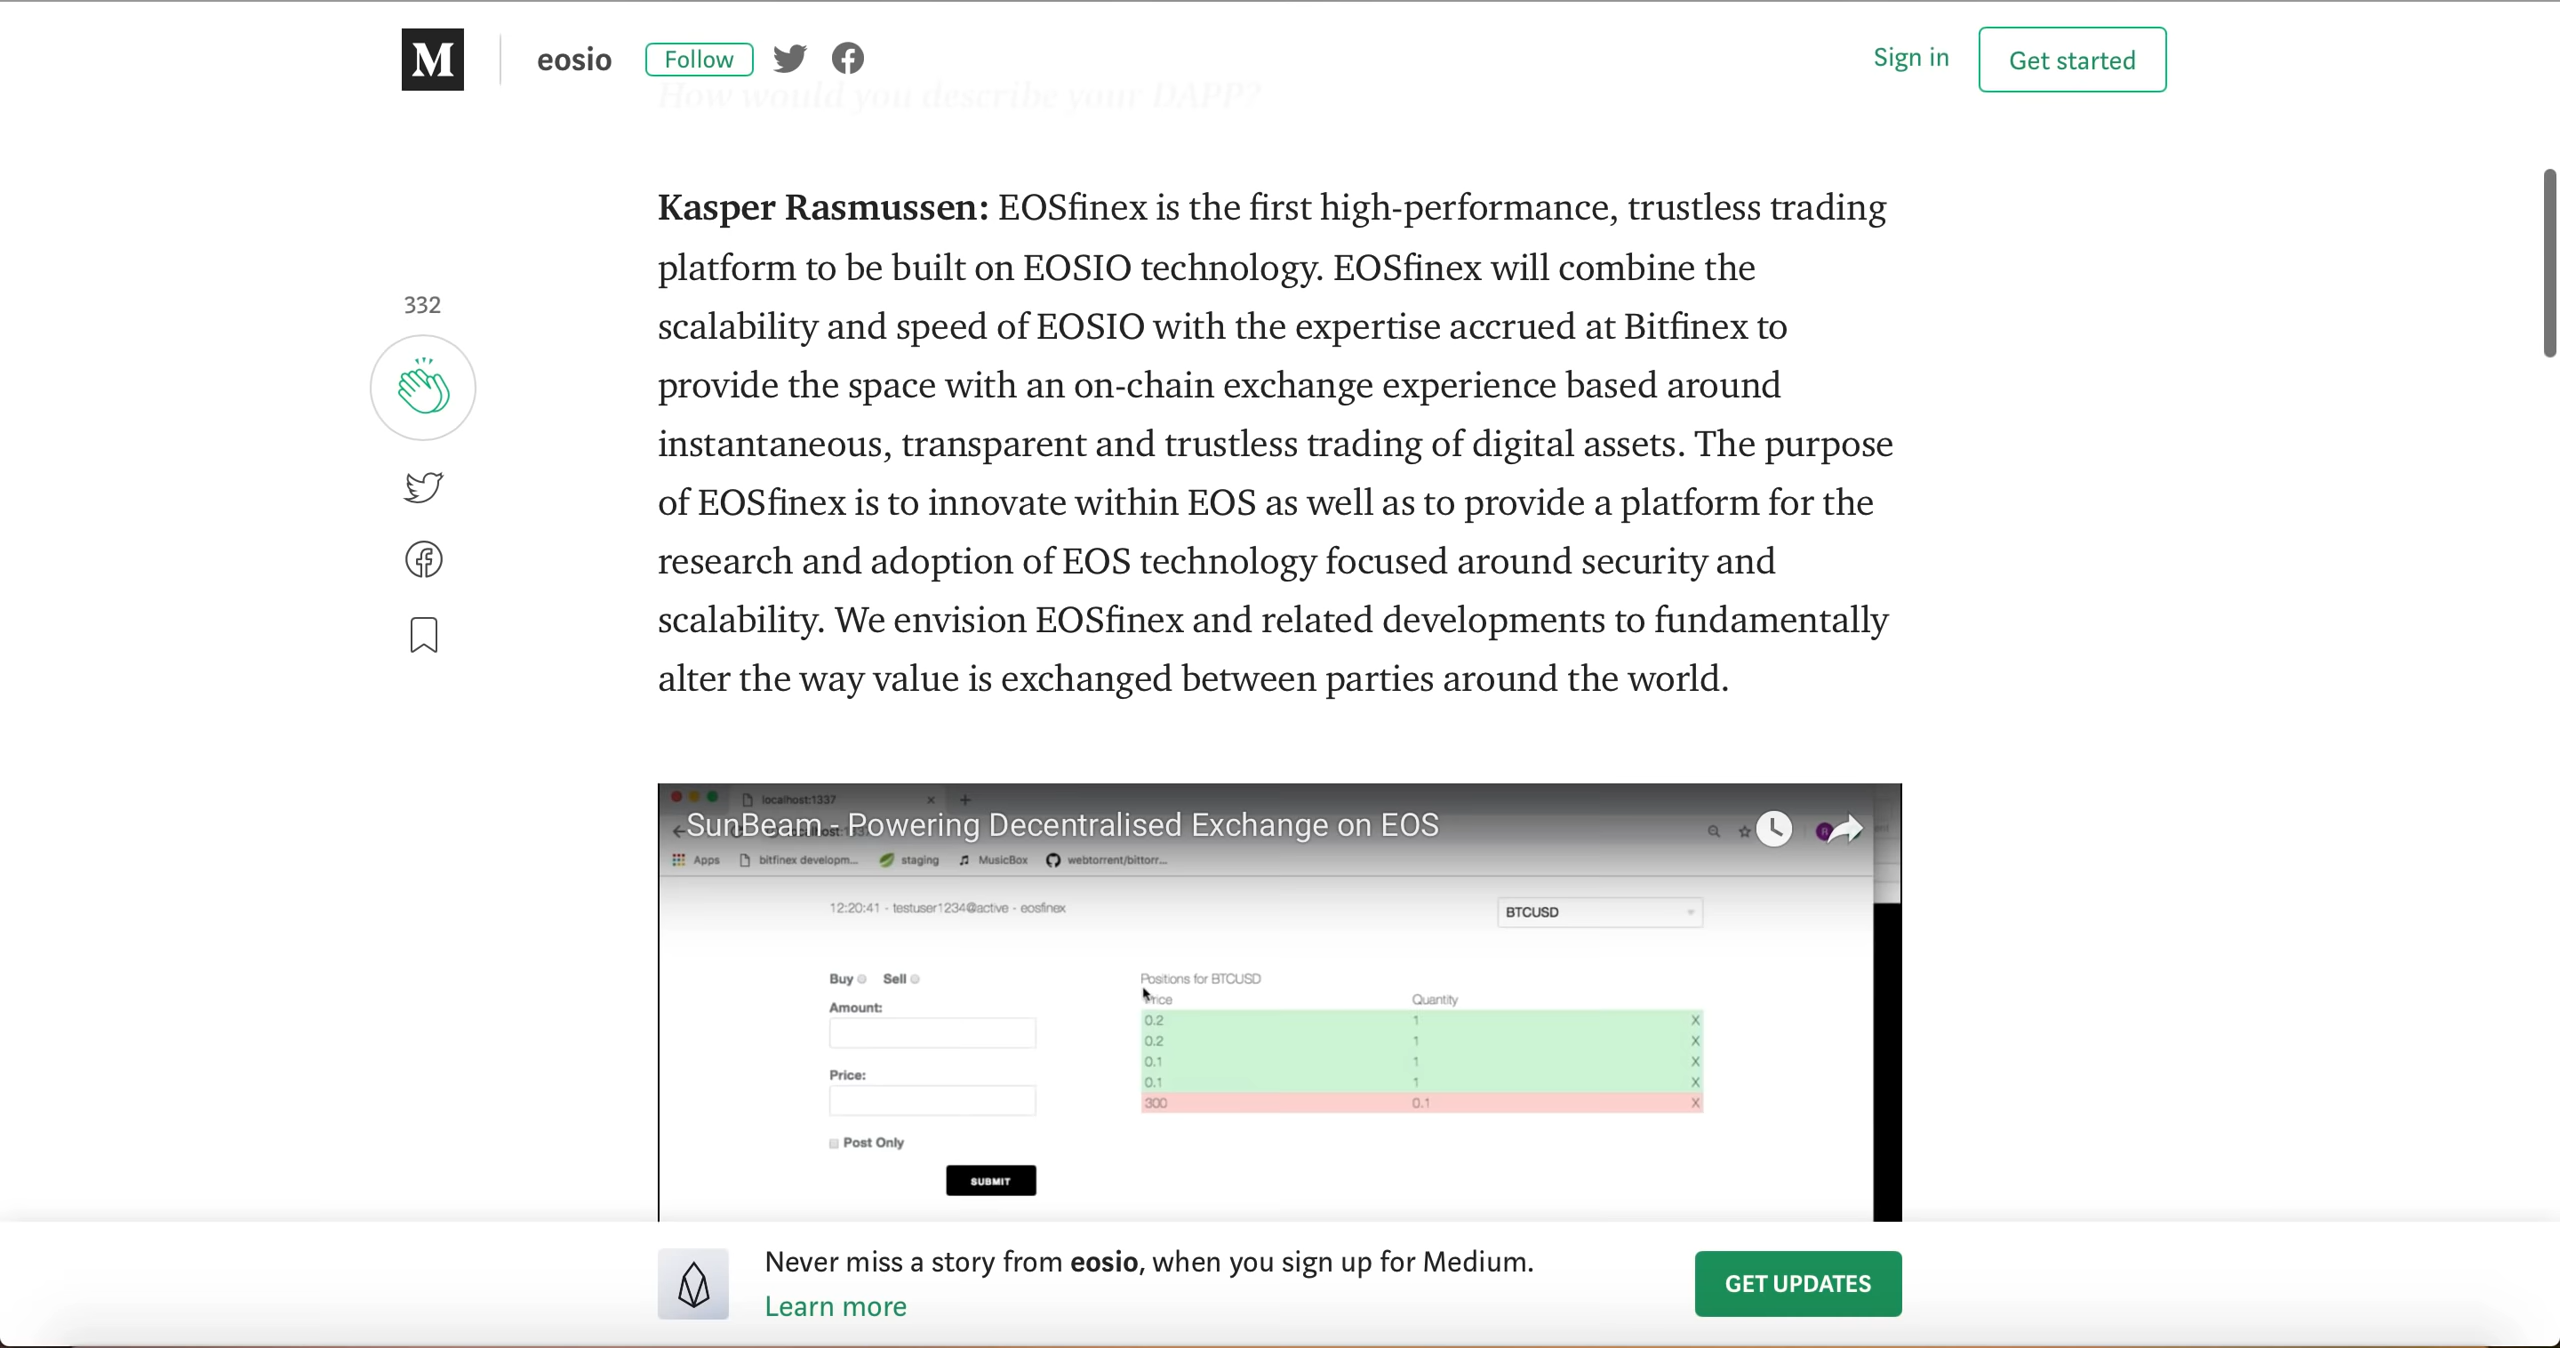 M
eosio
Follow
Sign in
Get started
How would you describe your DAPP?
Kasper Rasmussen: EOSfinex is the first high-performance, trustless trading
platform to be built on EOSIO technology. EOSfinex will combine the
scalability and speed of EOSIO with the expertise accrued at Bitfinex to
provide the space with an on-chain exchange experience based around
instantaneous, transparent and trustless trading of digital assets. The purpose
of EOSfinex is to innovate within EOS as well as to provide a platform for the
research and adoption of EOS technology focused around security and
scalability. We envision EOSfinex and related developments to fundamentally
alter the way value is exchanged between parties around the world.
332
localhost:1337
SunBeam - Powering Decentralised Exchange on EOS
Apps bitfinex developm... staging MusicBox webtorrent/bittorr...
12:20:41 - testuser1234@active - eosfinex
BTCUSD
Buy Sell
Amount:
Price:
Post Only
SUBMIT
Positions for BTCUSD
Price Quantity
0.2 1 X
0.2 1 X
0.1 1 X
0.1 1 X
300 0.1 X
Never miss a story from eosio, when you sign up for Medium.
Learn more
GET UPDATES